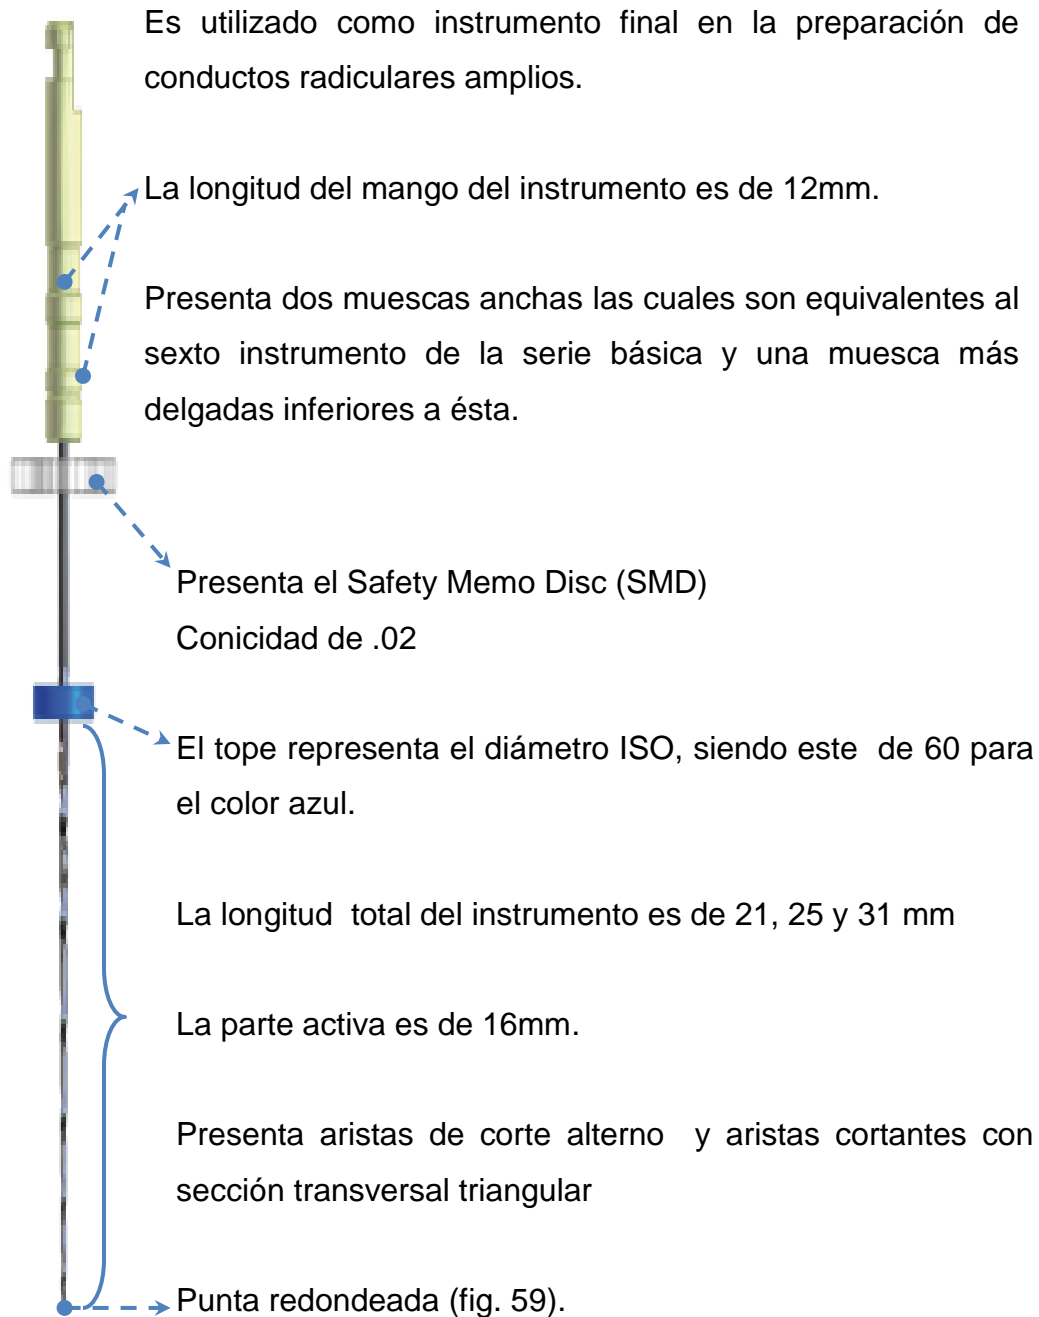 Es utilizado como instrumento final en la preparación de
conductos radiculares amplios.
La longitud del mango del instrumento es de 12mm.
Presenta dos muescas anchas las cuales son equivalentes al
sexto instrumento de la serie básica y una muesca más
delgadas inferiores a ésta.
Presenta el Safety Memo Disc (SMD)
Conicidad de .02
El tope representa el diámetro ISO, siendo este de 60 para
el color azul.
La longitud total del instrumento es de 21, 25 y 31 mm
La parte activa es de 16mm.
Presenta aristas de corte alterno y aristas cortantes con
sección transversal triangular
Punta redondeada (fig. 59).